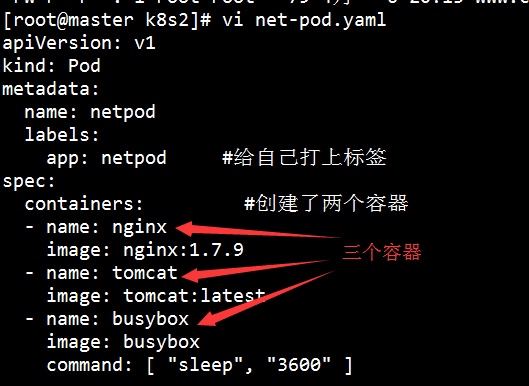 [root@master k8s2]# vi net-pod.yaml
apiVersion: v1
kind: Pod
metadata:
  name: netpod
  labels:
    app: netpod     #给自己打上标签
spec:
  containers:         #创建了两个容器
  - name: nginx
    image: nginx:1.7.9
三个容器
  - name: tomcat
    image: tomcat:latest
  - name: busybox
    image: busybox
    command: [ "sleep", "3600" ]